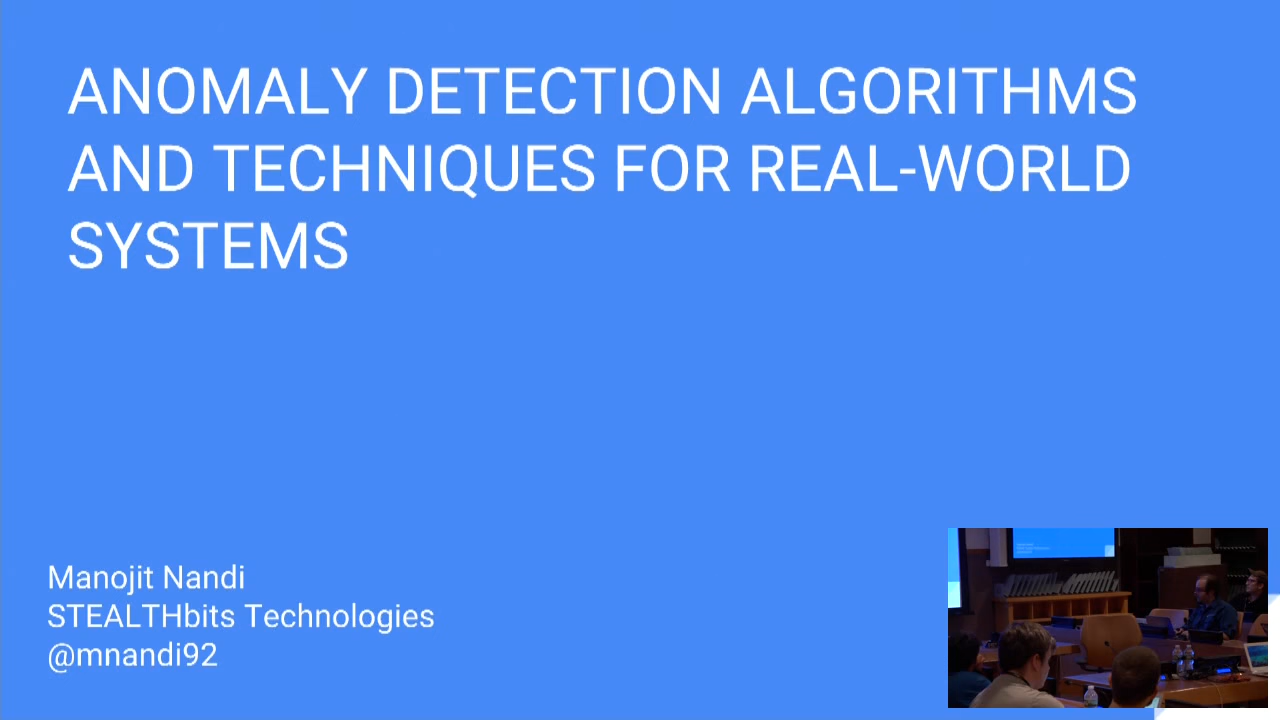 ANOMALY DETECTION ALGORITHMS
AND TECHNIQUES FOR REAL-WORLD
SYSTEMS
Manojit Nandi
STEALTHbits Technologies
@mnandi92